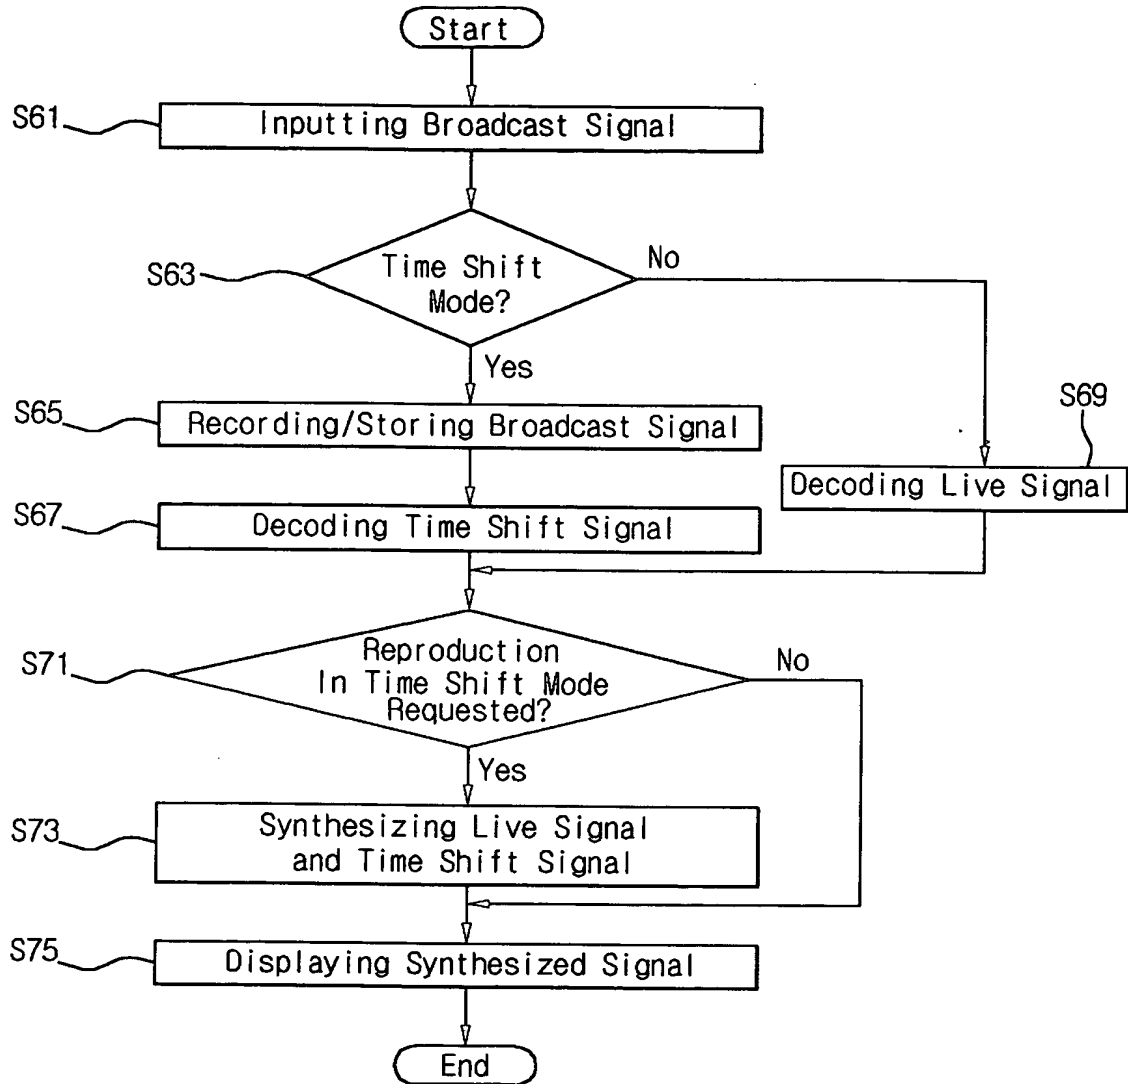 Start
S61
Inputting Broadcast Signal
S63
Time Shift
Mode?
No
Yes
S65
Recording/Storing Broadcast Signal
S69
Decoding Live Signal
S67
Decoding Time Shift Signal
S71
Reproduction
In Time Shift Mode
Requested?
No
Yes
S73
Synthesizing Live Signal
and Time Shift Signal
S75
Displaying Synthesized Signal
End